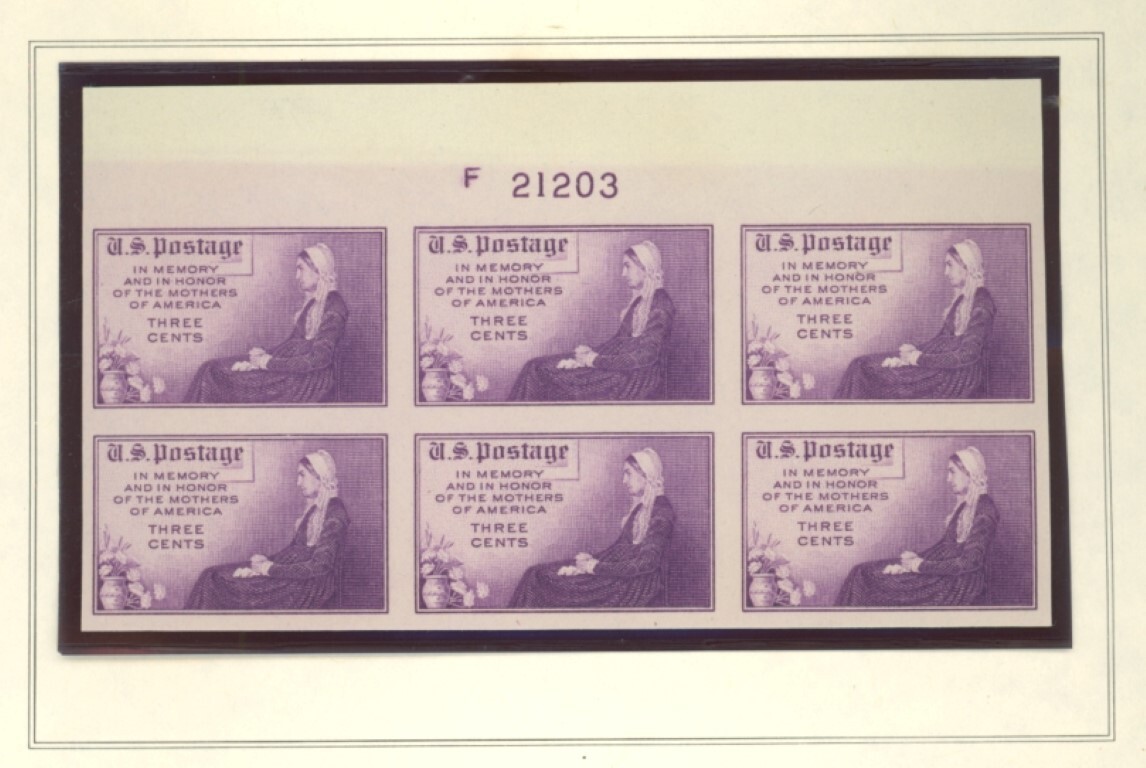 F 21203
U.S. Postage
IN MEMORY
AND IN HONOR
OF THE MOTHERS
OF AMERICA
THREE
CENTS
U.S. Postage
IN MEMORY
AND IN HONOR
OF THE MOTHERS
OF AMERICA
THREE
CENTS
U.S. Postage
IN MEMORY
AND IN HONOR
OF THE MOTHERS
OF AMERICA
THREE
CENTS
U.S. Postage
IN MEMORY
AND IN HONOR
OF THE MOTHERS
OF AMERICA
THREE
CENTS
U.S. Postage
IN MEMORY
AND IN HONOR
OF THE MOTHERS
OF AMERICA
THREE
CENTS
U.S. Postage
IN MEMORY
AND IN HONOR
OF THE MOTHERS
OF AMERICA
THREE
CENTS